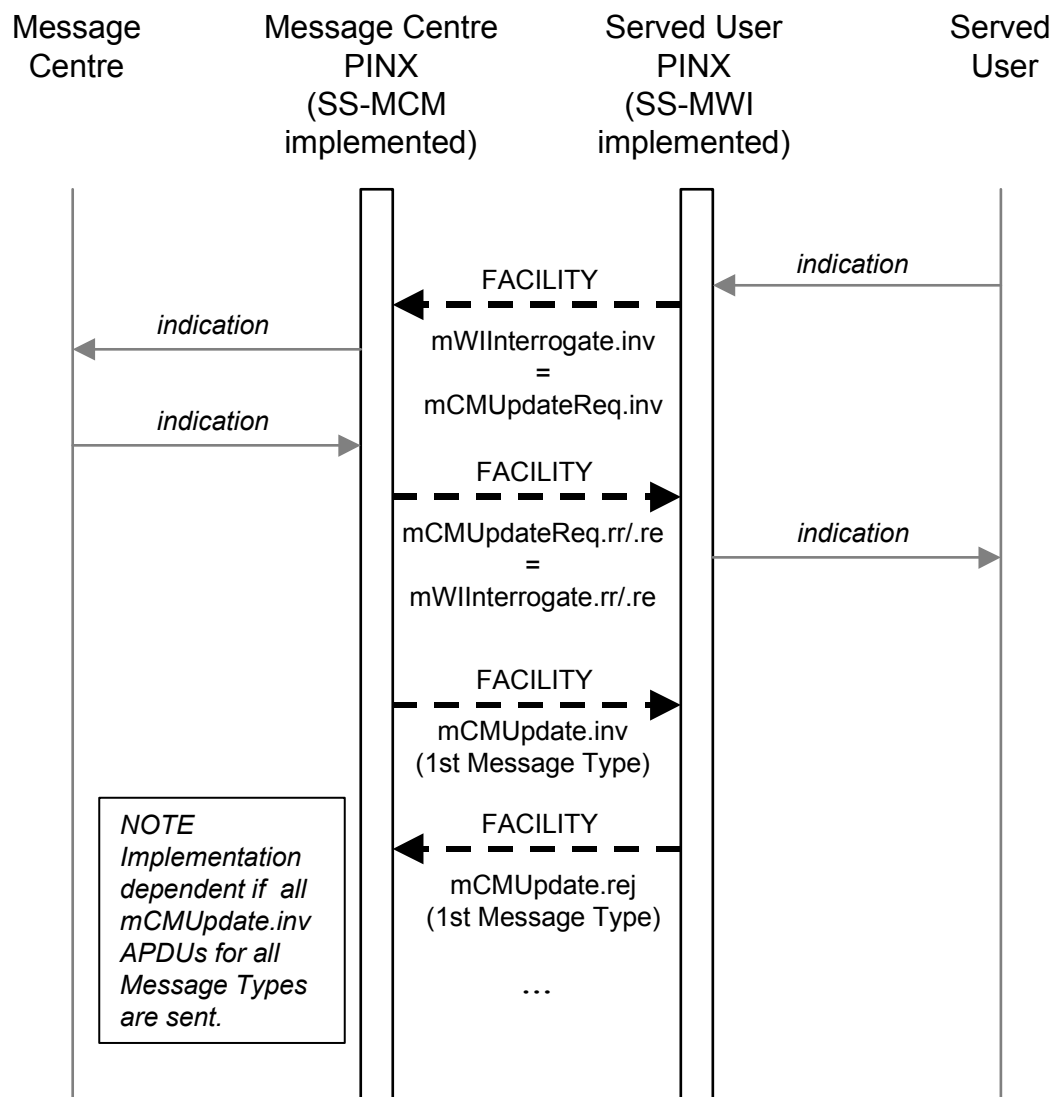 Message
Centre
Message Centre
PINX
(SS-MCM
implemented)
Served User
PINX
(SS-MWI
implemented)
Served
User
indication
FACILITY
mWIInterrogate.inv
=
mCMUpdateReq.inv
indication
indication
FACILITY
mCMUpdateReq.rr/.re
=
mWIInterrogate.rr/.re
indication
FACILITY
mCMUpdate.inv
(1st Message Type)
FACILITY
mCMUpdate.rej
(1st Message Type)
...
NOTE
Implementation
dependent if all
mCMUpdate.inv
APDUs for all
Message Types
are sent.